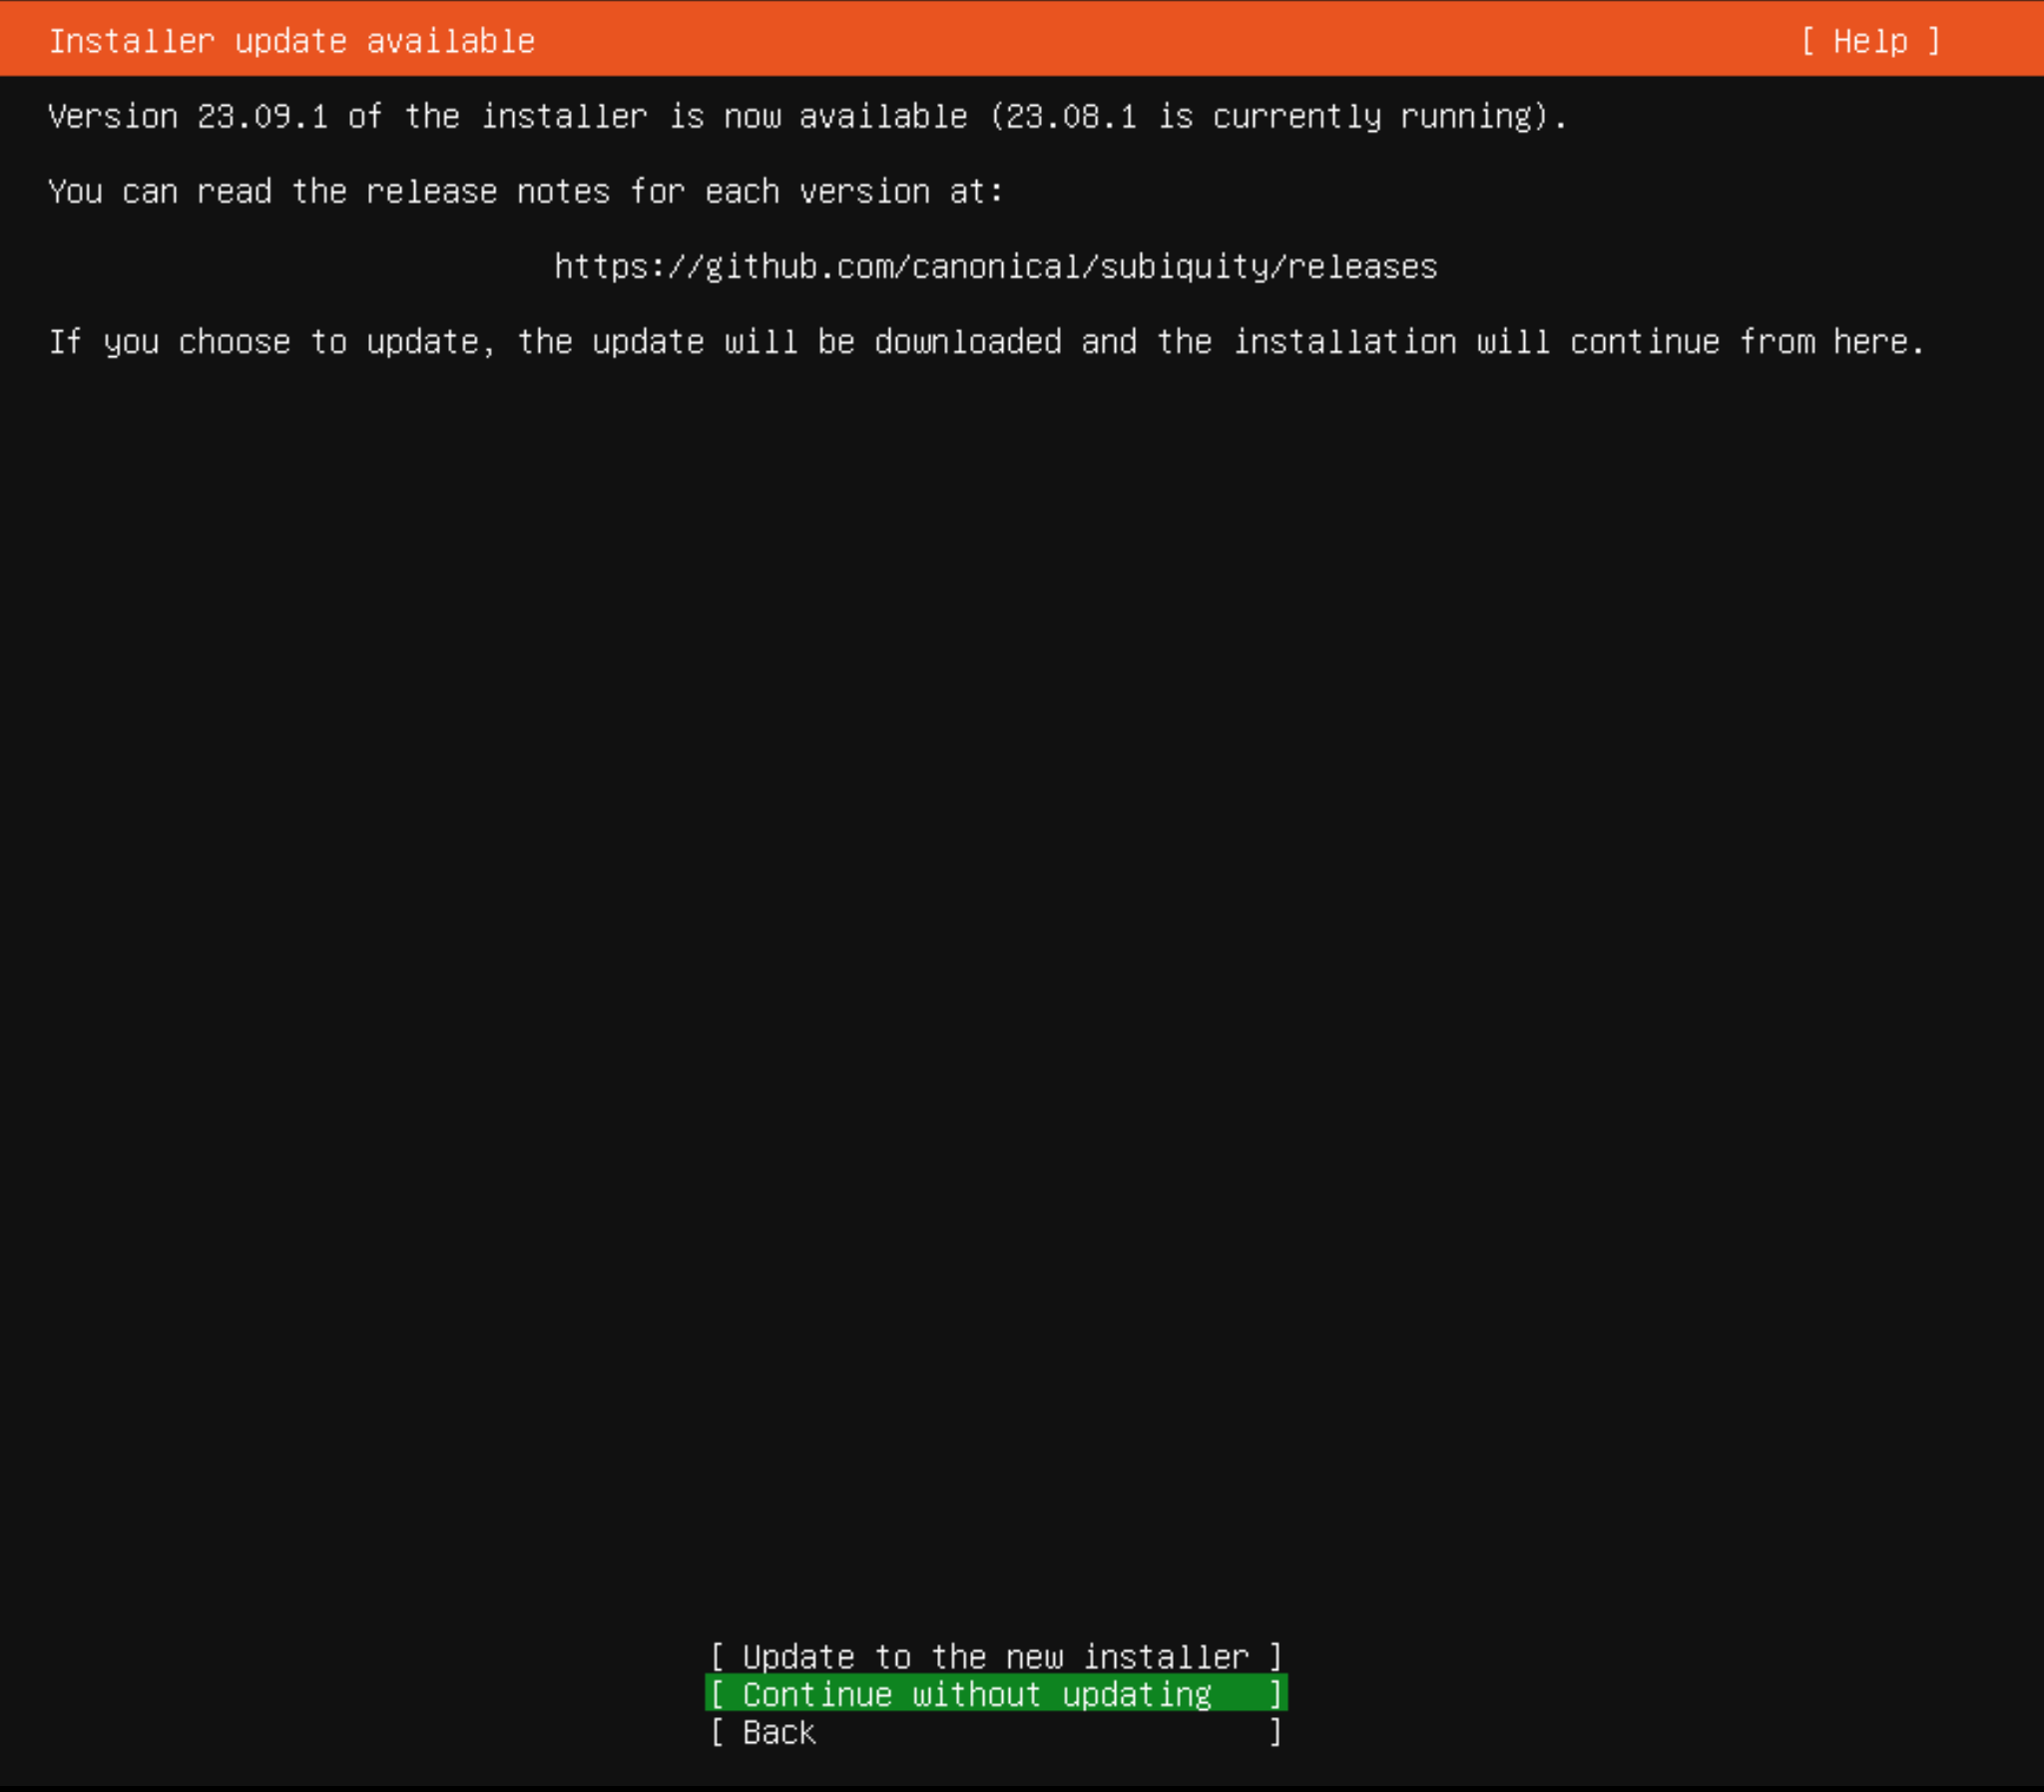 Installer update available [ Help ]
Version 23.09.1 of the installer is now available (23.08.1 is currently running).
You can read the release notes for each version at:
https://github.com/canonical/subiquity/releases
If you choose to update, the update will be downloaded and the installation will continue from here.
[ Update to the new installer ]
[ Continue without updating ]
[ Back ]